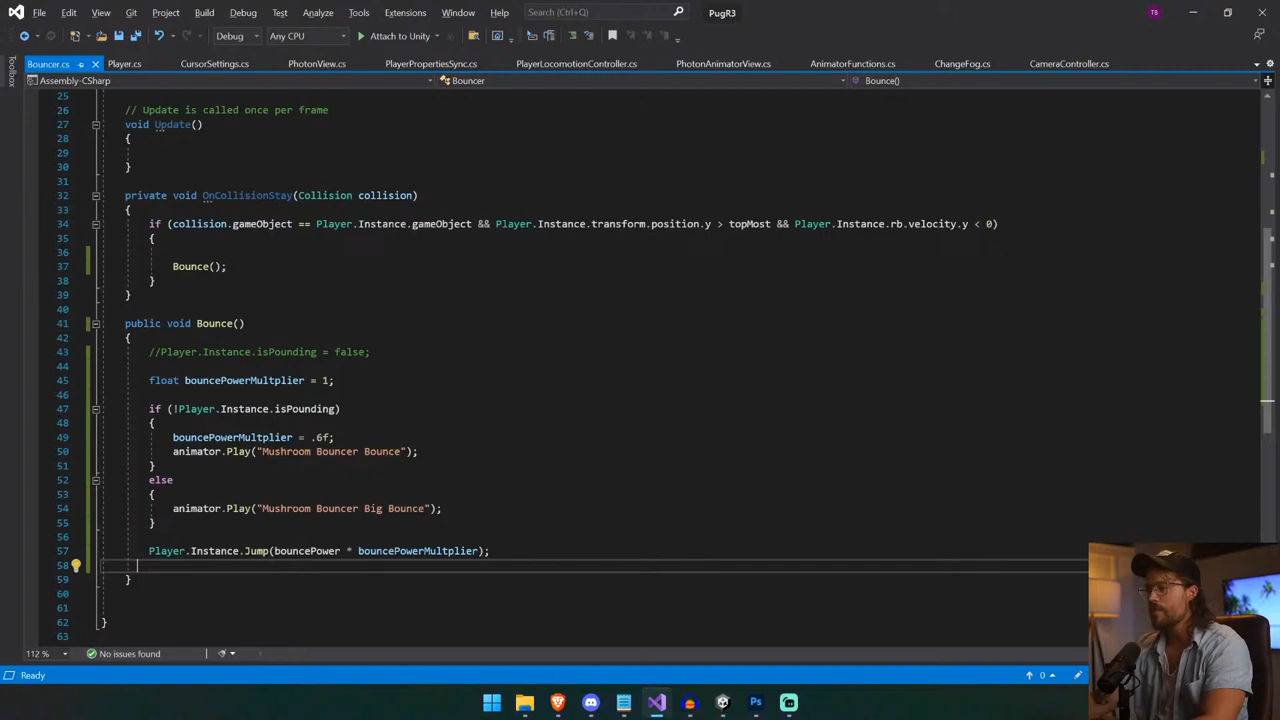 File Edit View Git Project Build Debug Test Analyze Tools Extensions Window Help Search (Ctrl+Q) PugR3 TB
Debug Any CPU Attach to Unity
Toolbox
Bouncer.cs Player.cs CursorSettings.cs PhotonView.cs PlayerPropertiesSync.cs PlayerLocomotionController.cs PhotonAnimatorView.cs AnimatorFunctions.cs ChangeFog.cs CameraController.cs
Assembly-CSharp Bouncer Bounce()
25
26 // Update is called once per frame
27 void Update()
28 {
29
30 }
31
32 private void OnCollisionStay(Collision collision)
33 {
34 if (collision.gameObject == Player.Instance.gameObject && Player.Instance.transform.position.y > topMost && Player.Instance.rb.velocity.y < 0)
35 {
36
37 Bounce();
38 }
39 }
40
41 public void Bounce()
42 {
43 //Player.Instance.isPounding = false;
44
45 float bouncePowerMultplier = 1;
46
47 if (!Player.Instance.isPounding)
48 {
49 bouncePowerMultplier = .6f;
50 animator.Play("Mushroom Bouncer Bounce");
51 }
52 else
53 {
54 animator.Play("Mushroom Bouncer Big Bounce");
55 }
56
57 Player.Instance.Jump(bouncePower * bouncePowerMultplier);
58
59 }
60
61
62 }
63
112 % No issues found
Ready 0
Ps